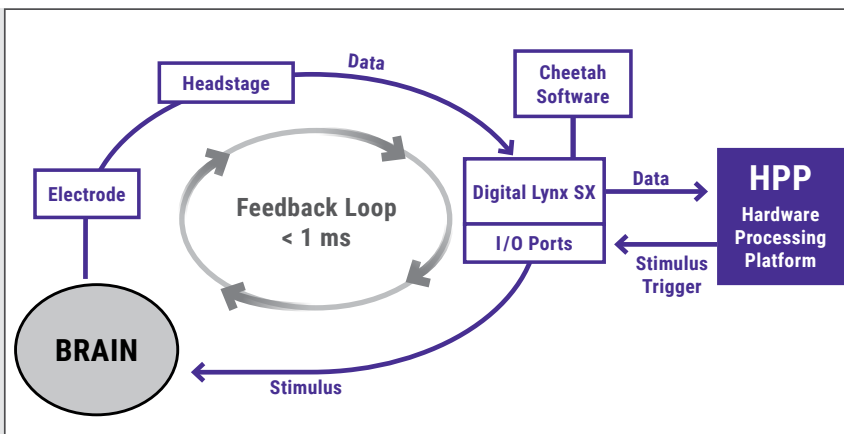 Data
Headstage
Cheetah
Software
Electrode
Feedback Loop
< 1 ms
Digital Lynx SX
I/O Ports
Data
HPP
Hardware
Processing
Platform
Stimulus
Trigger
BRAIN
Stimulus